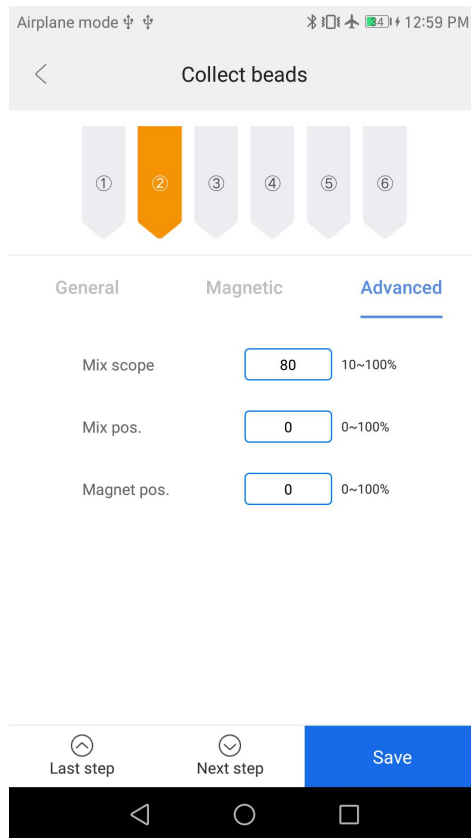 Airplane mode 34 12:59 PM
Collect beads
① ② ③ ④ ⑤ ⑥
General Magnetic Advanced
Mix scope 80 10~100%
Mix pos. 0 0~100%
Magnet pos. 0 0~100%
Last step Next step Save